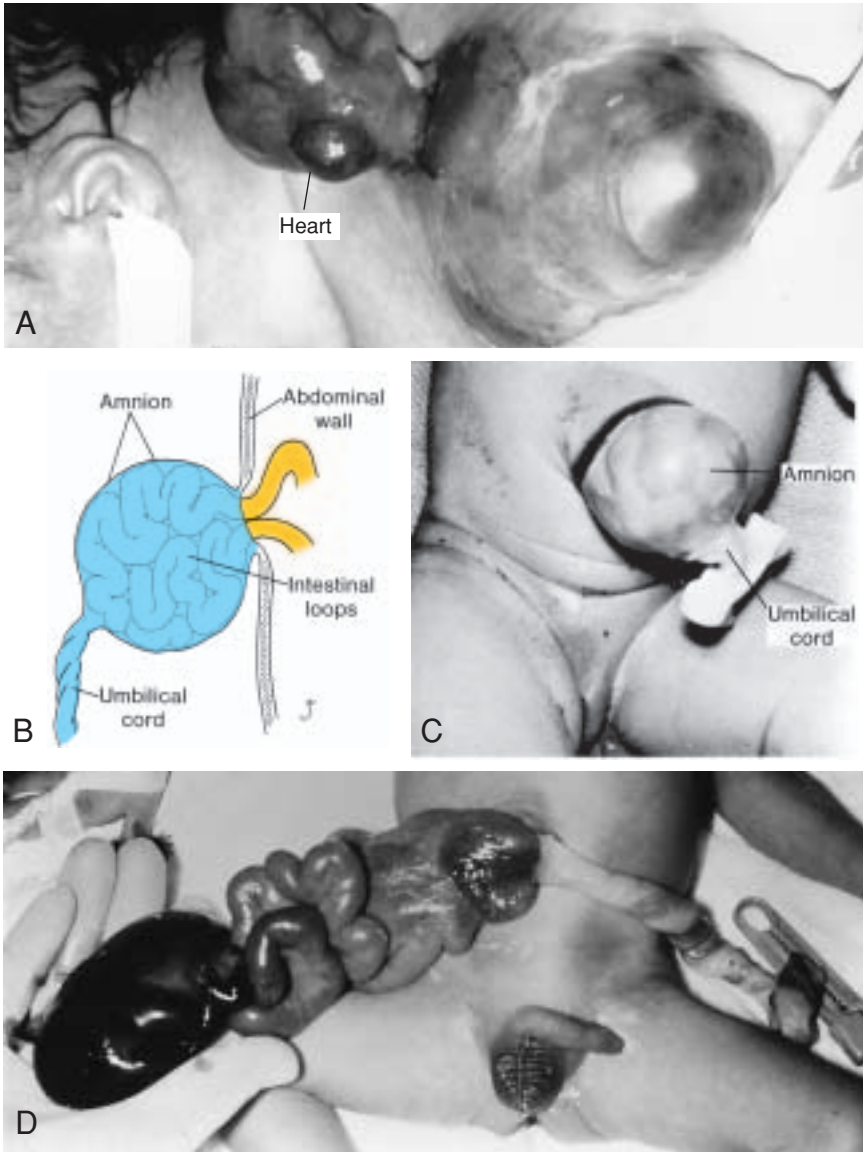 Heart
A
Amnion
Abdominal
wall
Intestinal
loops
Umbilical
cord
B
Amnion
Umbilical
cord
C
D